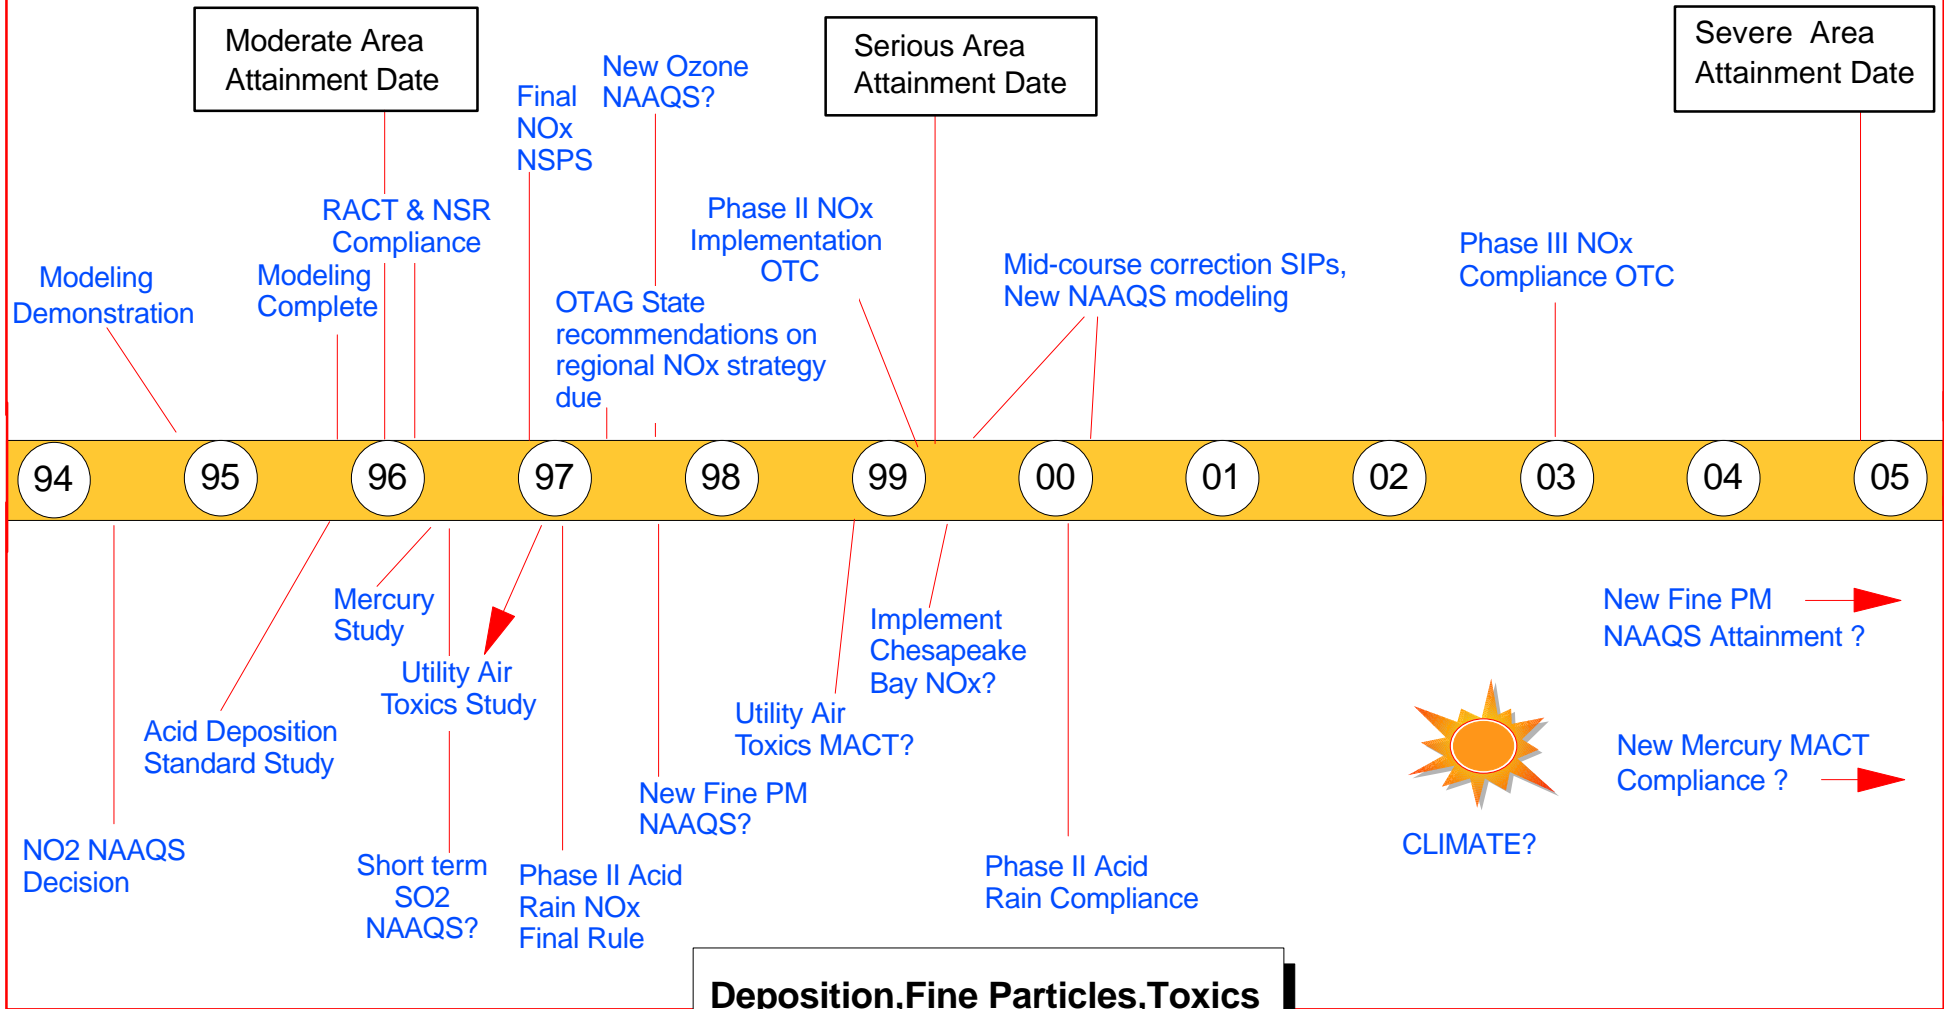 Moderate Area
Attainment Date
Serious Area
Attainment Date
Severe Area
Attainment Date
New Ozone
NAAQS?
Final
NOx
NSPS
RACT & NSR
Compliance
Phase II NOx
Implementation
OTC
Modeling
Demonstration
Modeling
Complete
OTAG State
recommendations on
regional NOx strategy
due
Mid-course correction SIPs,
New NAAQS modeling
Phase III NOx
Compliance OTC
94 95 96 97 98 99 00 01 02 03 04 05
Mercury
Study
Utility Air
Toxics Study
Implement
Chesapeake
Bay NOx?
New Fine PM
NAAQS Attainment ?
Acid Deposition
Standard Study
Utility Air
Toxics MACT?
New Mercury MACT
Compliance ?
New Fine PM
NAAQS?
CLIMATE?
NO2 NAAQS
Decision
Short term
SO2
NAAQS?
Phase II Acid
Rain NOx
Final Rule
Phase II Acid
Rain Compliance
Deposition,Fine Particles,Toxics